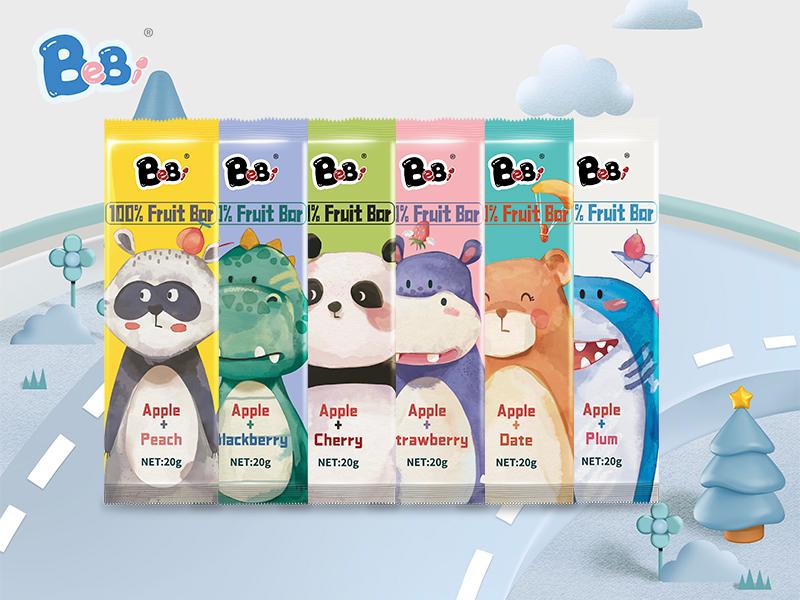 BeBi ®
BeBi ®
100% Fruit Bar
Apple
+
Peach
NET:20g
BeBi ®
% Fruit Bar
Apple
+
lackberry
NET:20g
BeBi ®
% Fruit Bar
Apple
+
Cherry
NET:20g
BeBi ®
% Fruit Bar
Apple
+
trawberry
NET:20g
BeBi ®
% Fruit Bar
Apple
+
Date
NET:20g
BeBi ®
% Fruit Bar
Apple
+
Plum
NET:20g